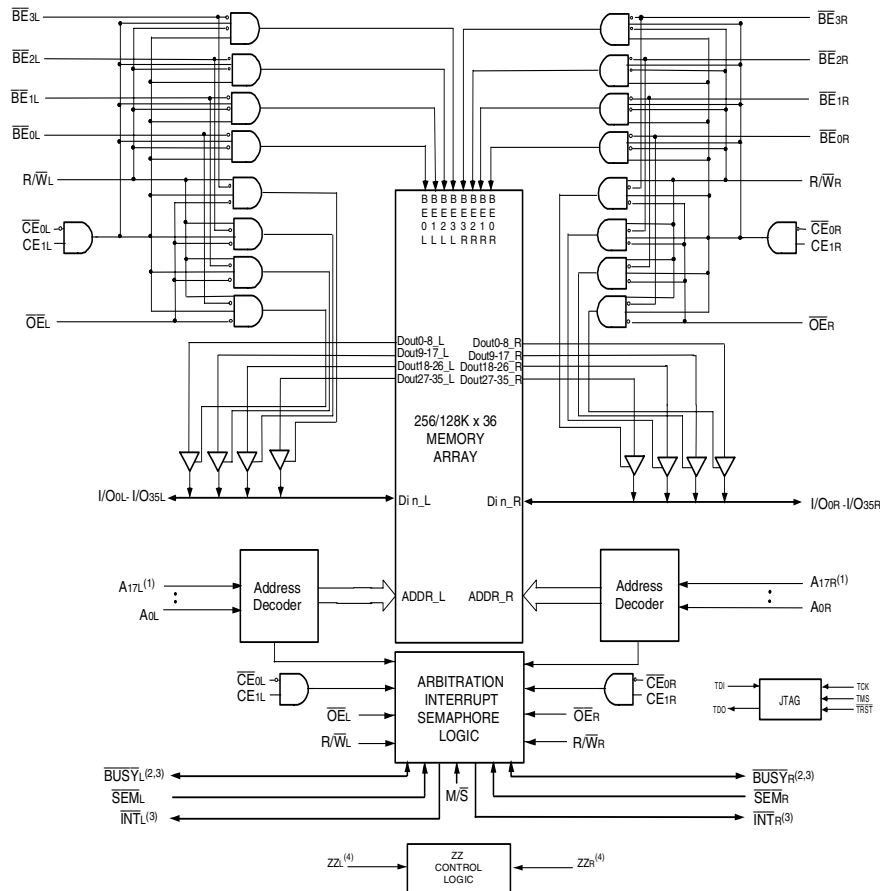 BE3L BE3R
BE2L BE2R
BE1L BE1R
BE0L BE0R
R/WL R/WR
B B B B B B B B
E E E E E E E E
0 1 2 3 3 2 1 0
L L L L R R R R
CE0L CE0R
CE1L CE1R
OEL OER
Dout0-8_L Dout0-8_R
Dout9-17_L Dout9-17_R
Dout18-26_L Dout18-26_R
Dout27-35_L Dout27-35_R
256/128K x 36
MEMORY
ARRAY
I/O0L- I/O35L Din_L Din_R I/O0R -I/O35R
A17L(1) Address Address A17R(1)
Decoder Decoder
A0L ADDR_L ADDR_R A0R
CE0L ARBITRATION CE0R
CE1L INTERRUPT CE1R
OEL SEMAPHORE OER
LOGIC
R/WL R/WR
TDI TCK
JTAG TMS
TDO TRST
BUSYL(2,3) BUSYR(2,3)
SEML M/S SEMR
INTL(3) INTR(3)
ZZL(4) ZZ ZZR(4)
CONTROL
LOGIC